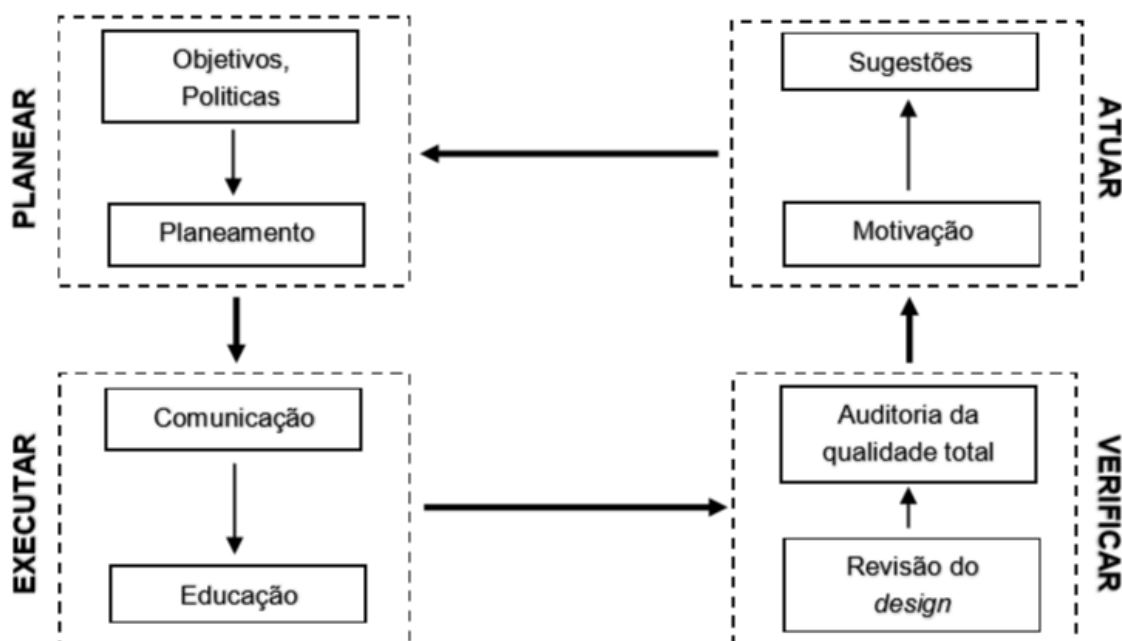 PLANEAR
Objetivos,
Politicas
Planeamento
EXECUTAR
Comunicação
Educação
ATUAR
Sugestões
Motivação
VERIFICAR
Auditoria da
qualidade total
Revisão do
design